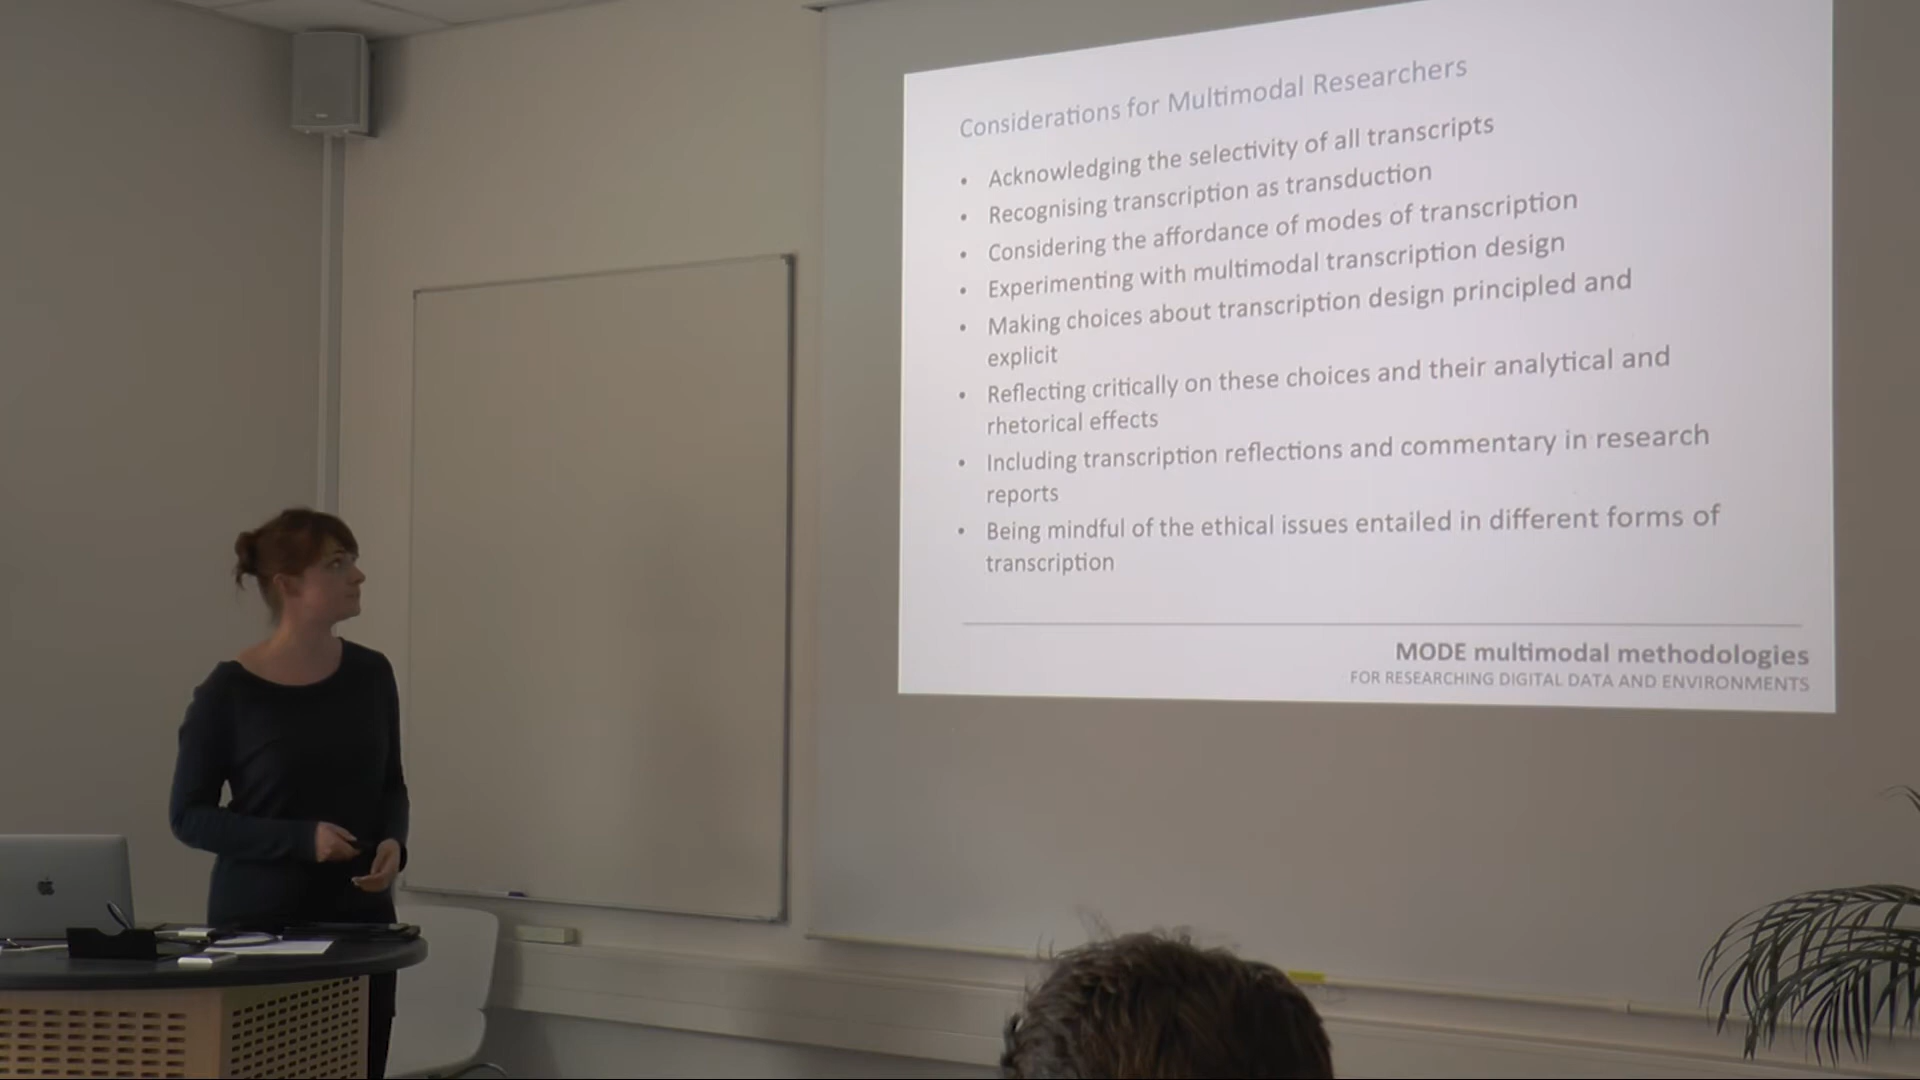 Considerations for Multimodal Researchers
• Acknowledging the selectivity of all transcripts
• Recognising transcription as transduction
• Considering the affordance of modes of transcription
• Experimenting with multimodal transcription design
• Making choices about transcription design principled and
explicit
• Reflecting critically on these choices and their analytical and
rhetorical effects
• Including transcription reflections and commentary in research
reports
• Being mindful of the ethical issues entailed in different forms of
transcription
MODE multimodal methodologies
FOR RESEARCHING DIGITAL DATA AND ENVIRONMENTS